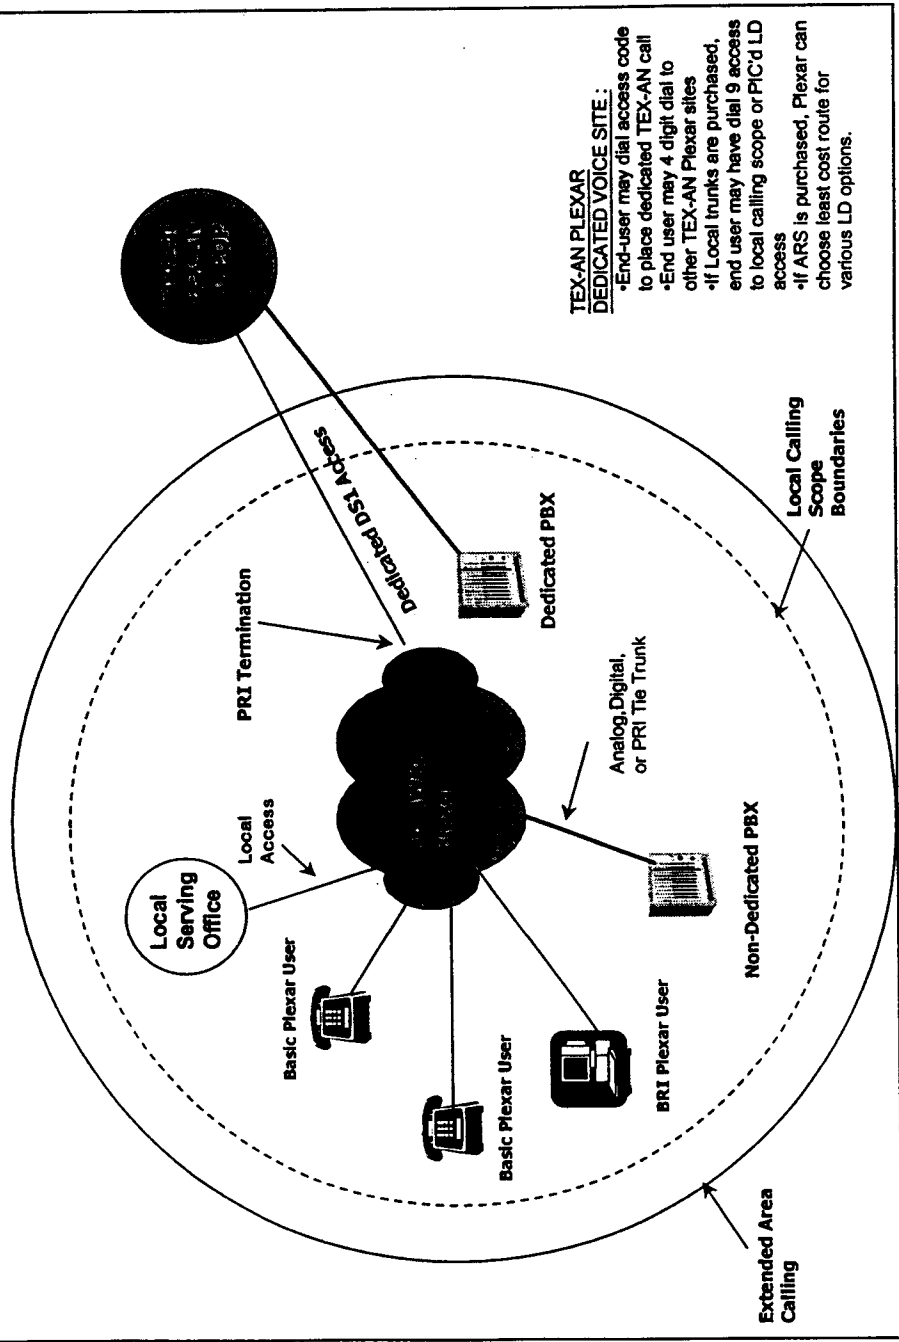 TEX-AN PLEXAR
DEDICATED VOICE SITE :
•End-user may dial access code
to place dedicated TEX-AN call
•End user may 4 digit dial to
other TEX-AN Plexar sites
•If Local trunks are purchased,
end user may have dial 9 access
to local calling scope or PIC'd LD
access
•If ARS is purchased, Plexar can
choose least cost route for
various LD options.
Local
Serving
Office
Local
Access
PRI Termination
Dedicated DS1 Access
Basic Plexar User
Basic Plexar User
BRI Plexar User
Non-Dedicated PBX
Analog,Digital,
or PRI Tie Trunk
Dedicated PBX
Local Calling
Scope
Boundaries
Extended Area
Calling